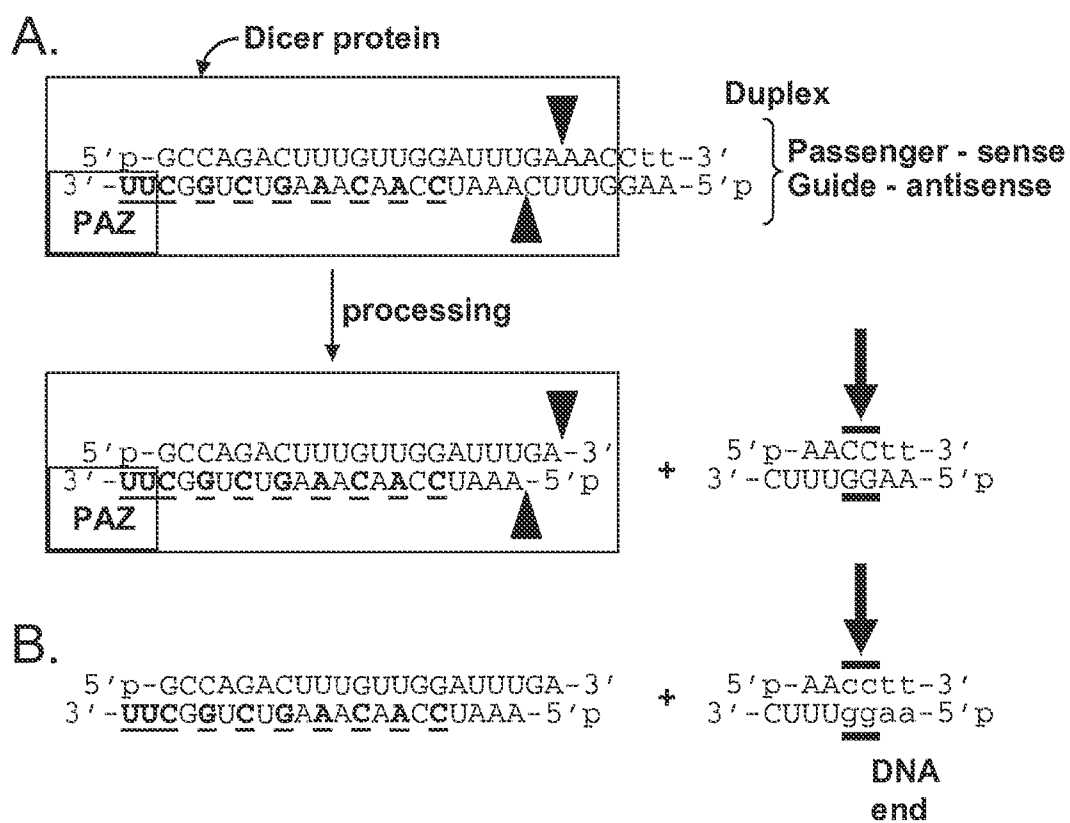 A.
Dicer protein
Duplex
5'p-GCCAGACUUUGUUGGAUUUGAAACCtt-3'
3'-UUCGGUCUGAAACAACCUAAACUUUGGAA-5'p
Passenger - sense
Guide - antisense
PAZ
processing
5'p-GCCAGACUUUGUUGGAUUUGA-3'
3'-UUCGGUCUGAAACAACCUAAA-5'p
PAZ
+
5'p-AACCtt-3'
3'-CUUUGGAA-5'p
B.
5'p-GCCAGACUUUGUUGGAUUUGA-3'
3'-UUCGGUCUGAAACAACCUAAA-5'p
+
5'p-AAcctt-3'
3'-CUUUggaa-5'p
DNA
end